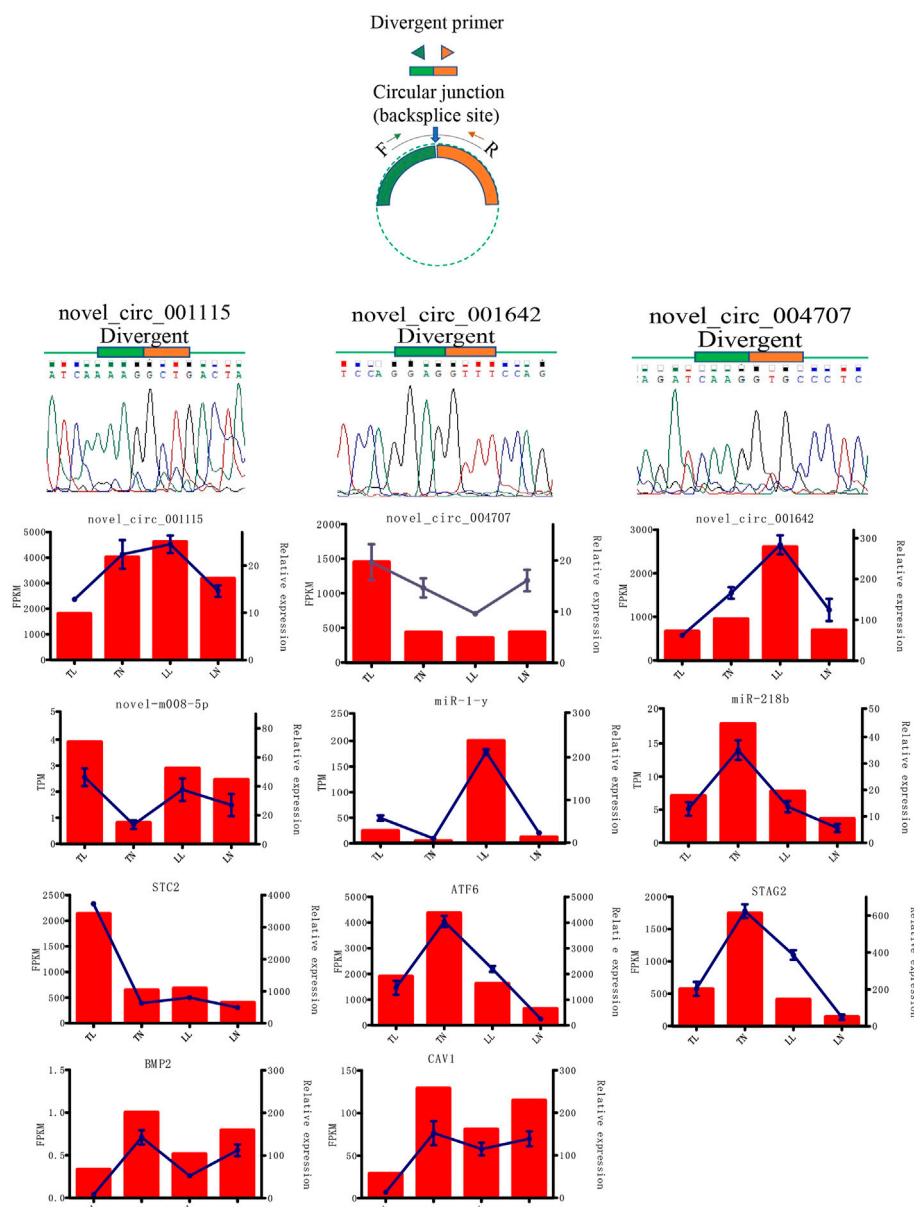 Divergent primer
Circular junction
(backsplice site)
F R
novel_circ_001115
Divergent
A T C A A A A G G C T G A C T A
novel_circ_001642
Divergent
T C C A G G A G G T T T C C A G
novel_circ_004707
Divergent
A G A T C A A G G T G C C C T C
novel_circ_001115
FPKM
5000
4000
3000
2000
1000
0
20
10
0
Relative expression
TL TN LL LN
novel_circ_004707
FPKM
2000
1500
1000
500
0
20
10
0
Relative expression
TL TN LL LN
novel_circ_001642
FPKM
3000
2000
1000
0
300
200
100
0
Relative expression
TL TN LL LN
novel-m008-5p
TPM
5
4
3
2
1
0
80
60
40
20
0
Relative expression
TL TN LL LN
miR-1-y
TPM
250
200
150
100
50
0
300
200
100
0
Relative expression
TL TN LL LN
miR-218b
TPM
20
15
10
5
0
50
40
30
20
10
0
Relative expression
TL TN LL LN
STC2
FPKM
2500
2000
1500
1000
500
0
4000
3000
2000
1000
0
Relative expression
TL TN LL LN
ATF6
FPKM
5000
4000
3000
2000
1000
0
5000
4000
3000
2000
1000
0
Relati e expression
TL TN LL LN
STAG2
FPKM
2000
1500
1000
500
0
600
400
200
0
Relative expression
TL TN LL LN
BMP2
FPKM
1.5
1.0
0.5
0.0
300
200
100
0
Relative expression
CAV1
FPKM
150
100
50
0
300
200
100
0
Relative expression